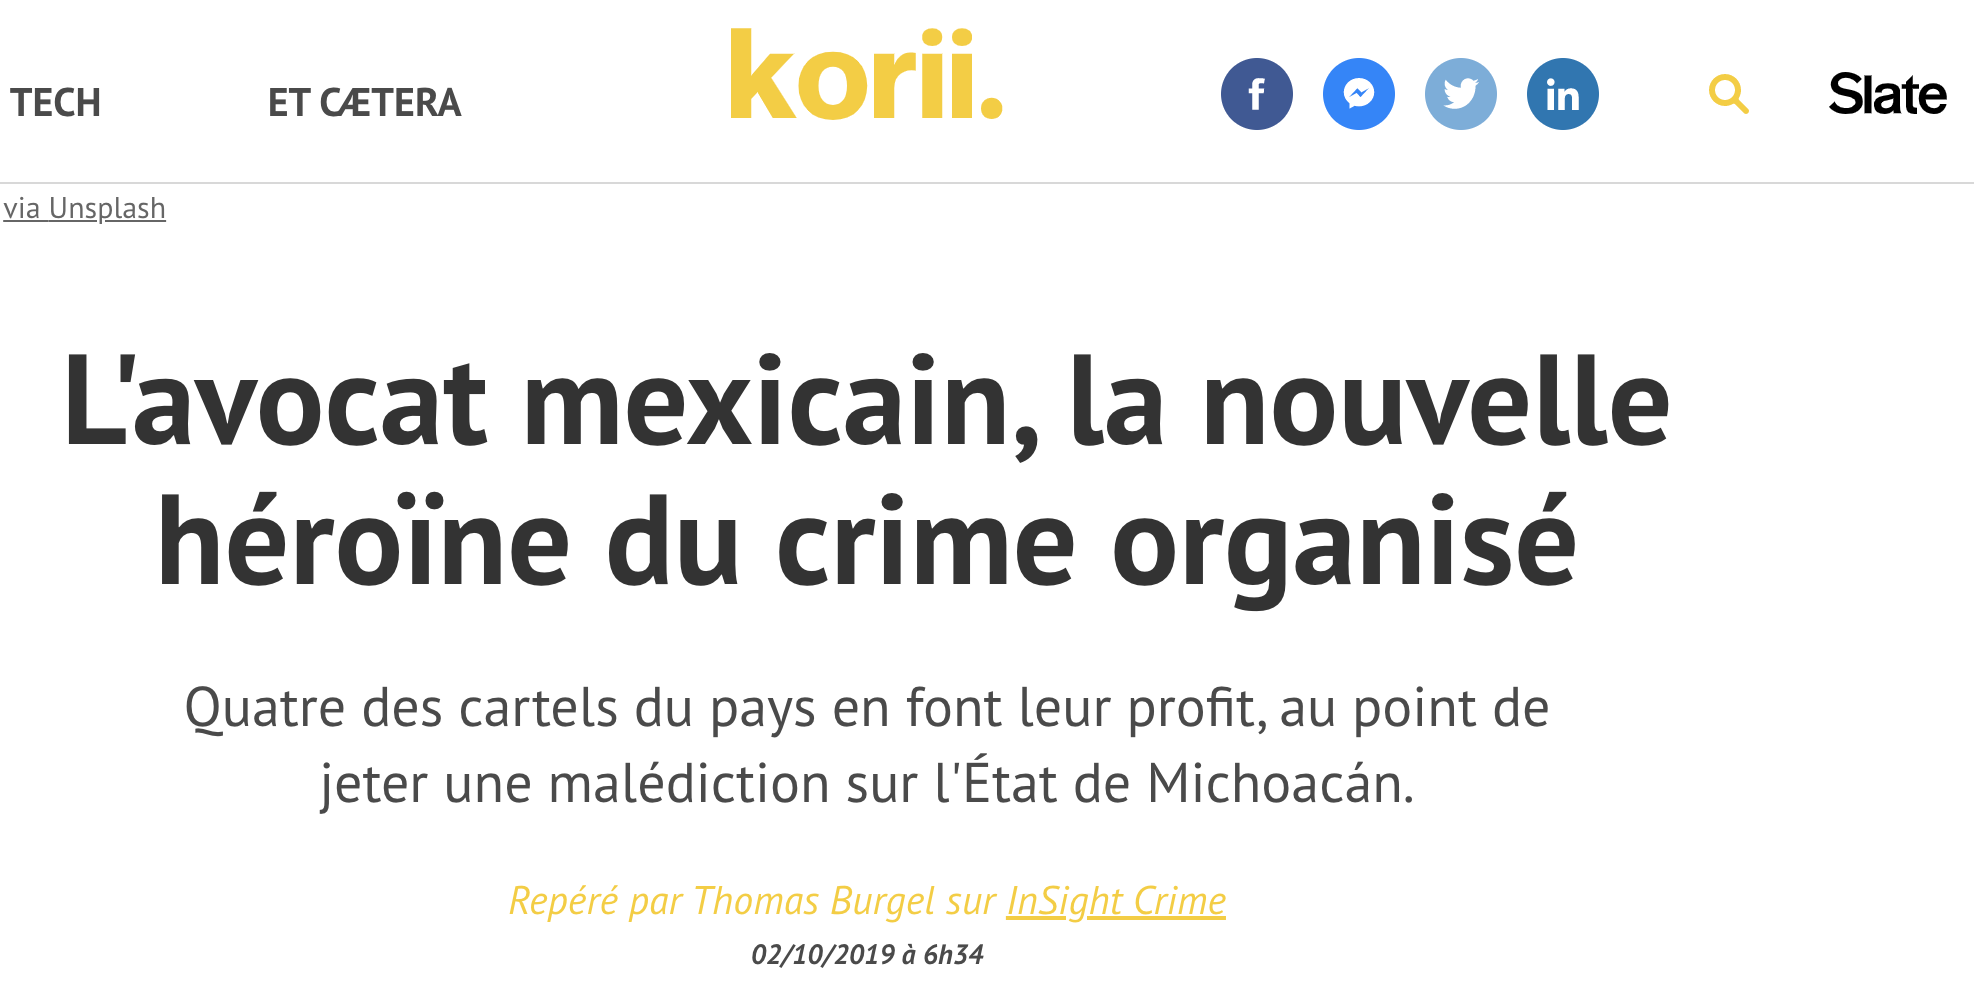 TECH
ET CÆTERA
korii.
f
in
Slate
via Unsplash
L'avocat mexicain, la nouvelle
héroïne du crime organisé
Quatre des cartels du pays en font leur profit, au point de
jeter une malédiction sur l'État de Michoacán.
Repéré par Thomas Burgel sur InSight Crime
02/10/2019 à 6h34